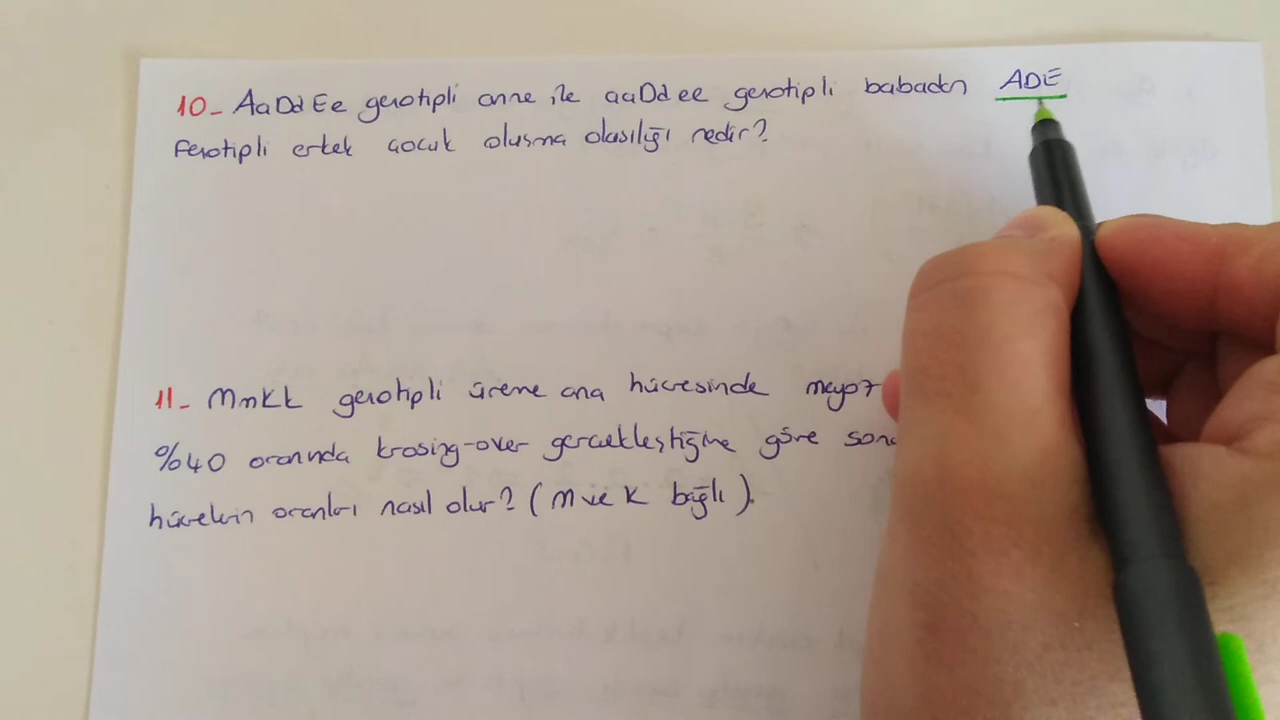 10- AaDdEe genotipli anne ile aaDdee genotipli babadan ADE
Fenotipli erkek çocuk oluşma olasılığı nedir?
11- MmKk genotipli üreme ana hücresinde mayoz
%40 oranında krosing-over gerçekleştiğine göre
hücrelerin oranları nasıl olur? (M ve K bağlı).